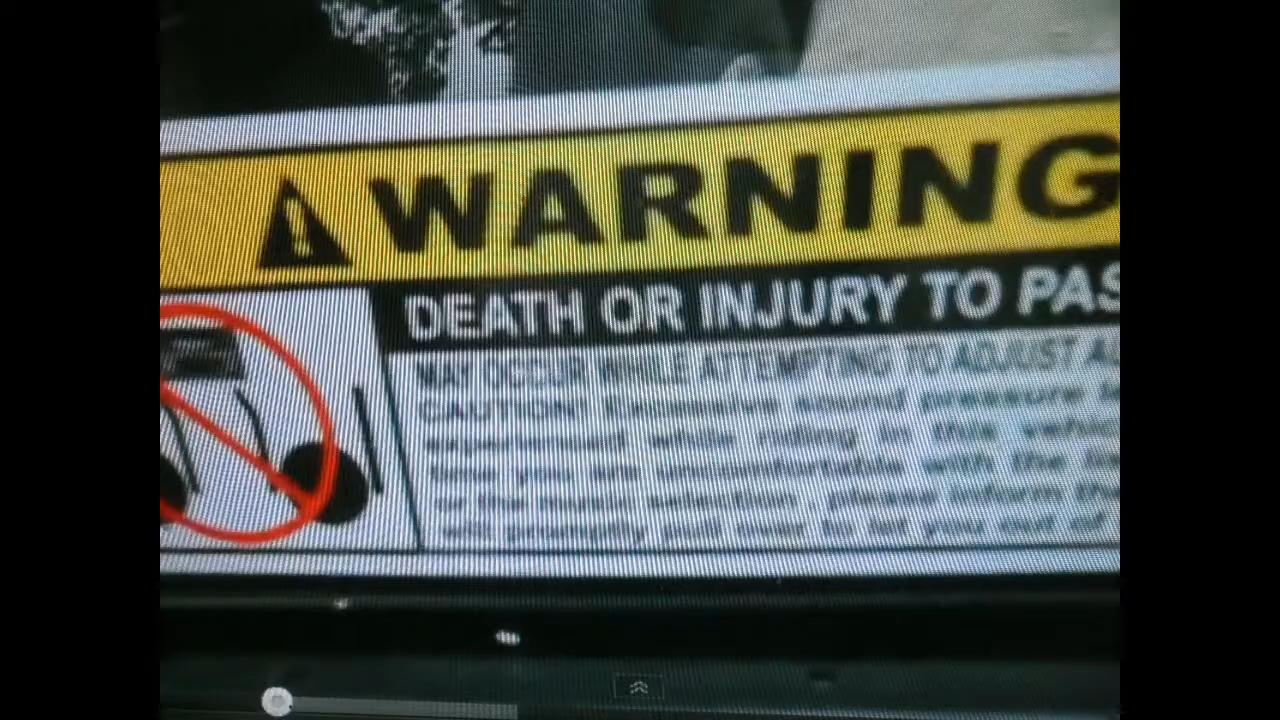 WARNING
DEATH OR INJURY TO PAS
MAY OCCUR WHILE ATTEMPTING TO ADJUST AU
CAUTION! Excessive sound pressure le
experienced while riding in this vehic
time you are uncomfortable with the
or the music selection, please inform the
will promptly pull over to let you out of